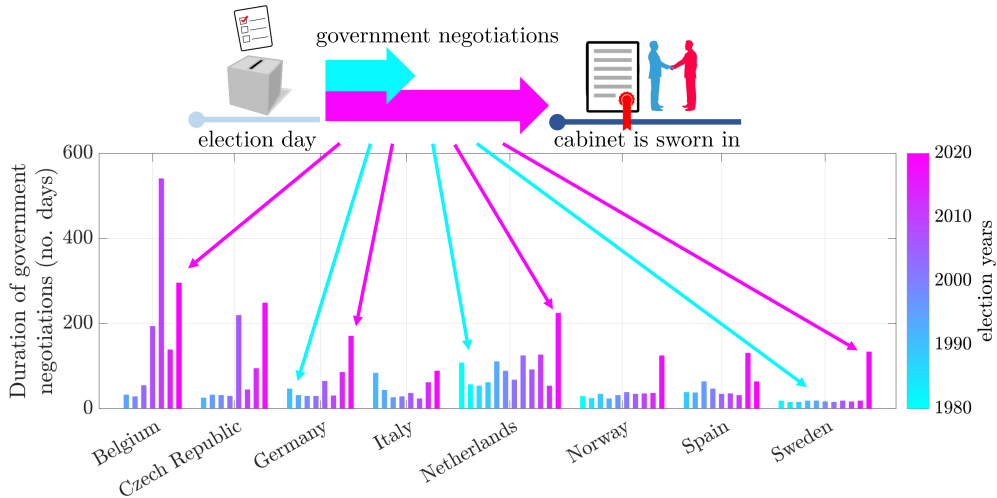 government negotiations
election day
cabinet is sworn in
Duration of government
negotiations (no. days)
600
400
200
0
Belgium
Czech Republic
Germany
Italy
Netherlands
Norway
Spain
Sweden
2020
2010
2000
1990
1980
election years